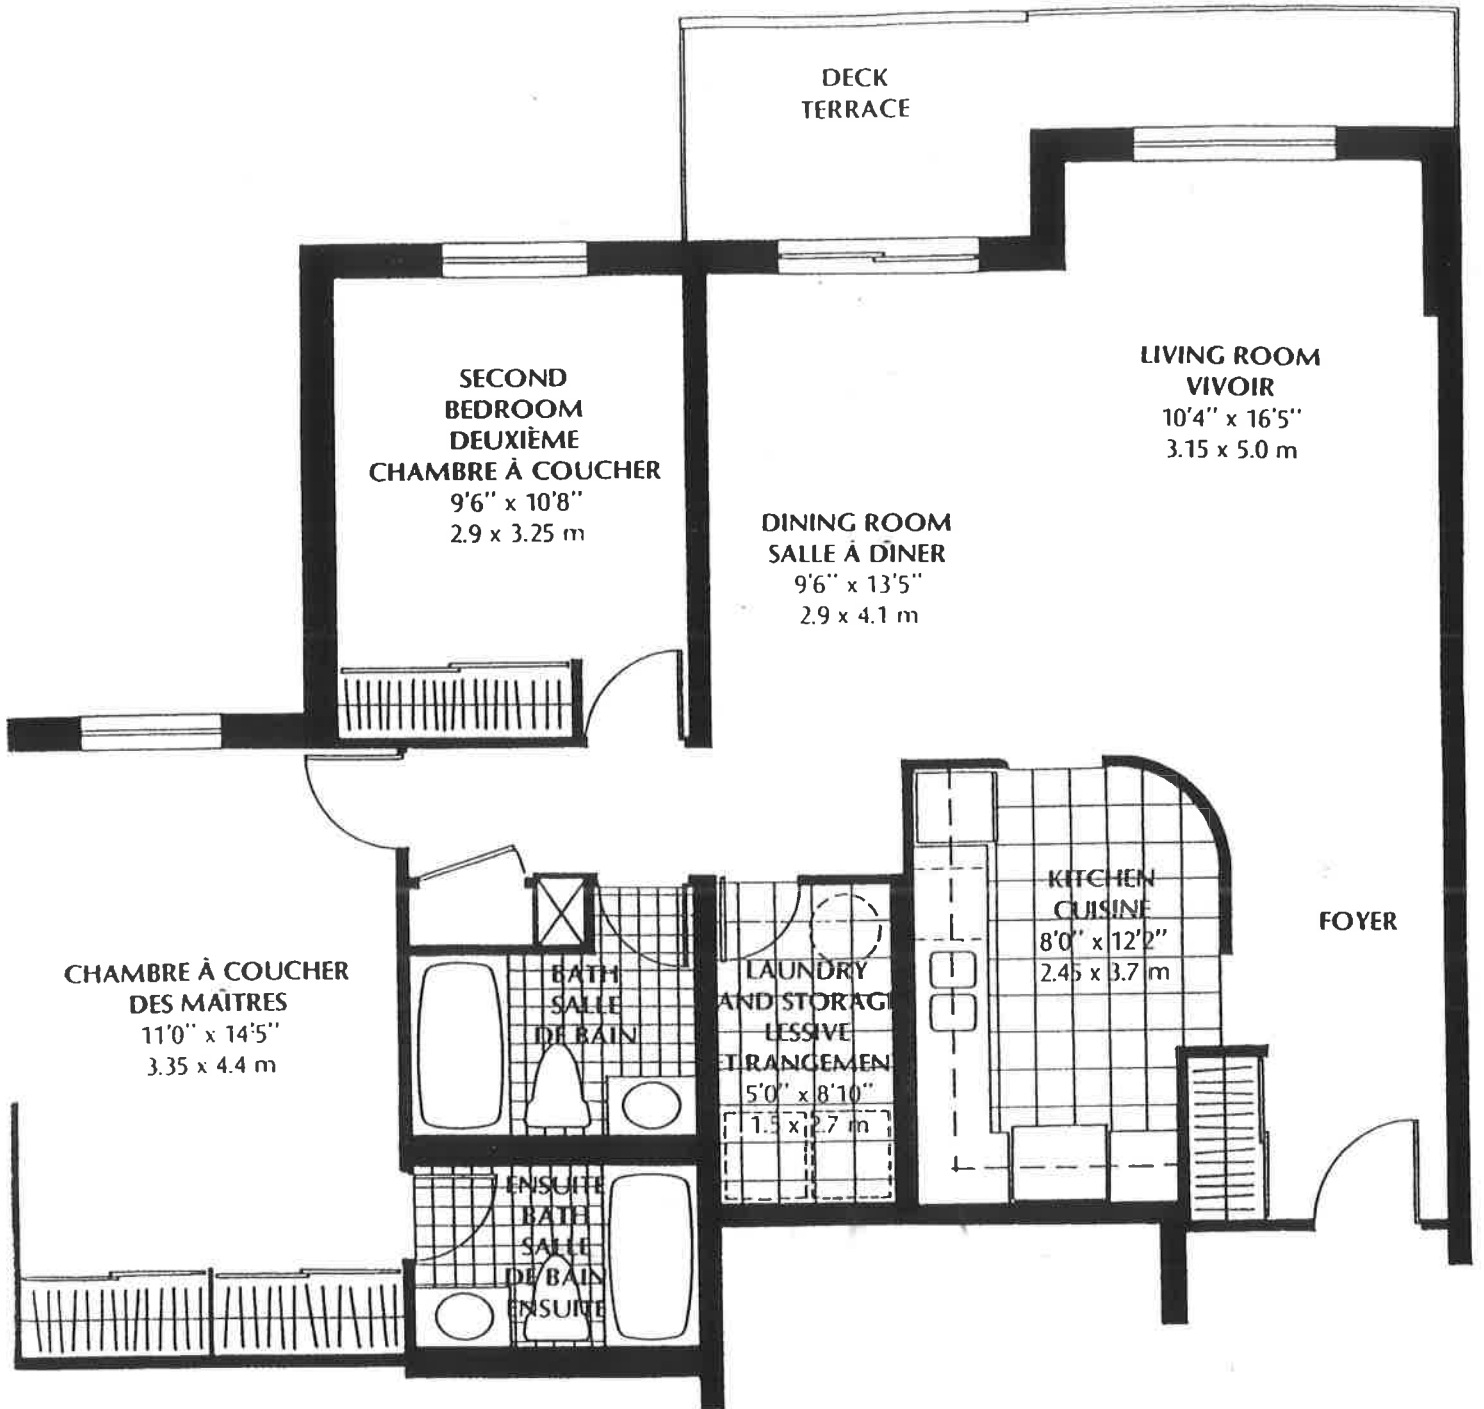 DECK
TERRACE
LIVING ROOM
VIVOIR
10'4" x 16'5"
3.15 x 5.0 m
SECOND
BEDROOM
DEUXIÈME
CHAMBRE À COUCHER
9'6" x 10'8"
2.9 x 3.25 m
DINING ROOM
SALLE À DÎNER
9'6" x 13'5"
2.9 x 4.1 m
KITCHEN
CUISINE
8'0" x 12'2"
2.45 x 3.7 m
FOYER
CHAMBRE À COUCHER
DES MAÎTRES
11'0" x 14'5"
3.35 x 4.4 m
BATH
SALLE
DE BAIN
LAUNDRY
AND STORAGE
LESSIVE
ET RANGEMENT
5'0" x 8'10"
1.5 x 2.7 m
ENSUITE
BATH
SALLE
DE BAIN
ENSUITE